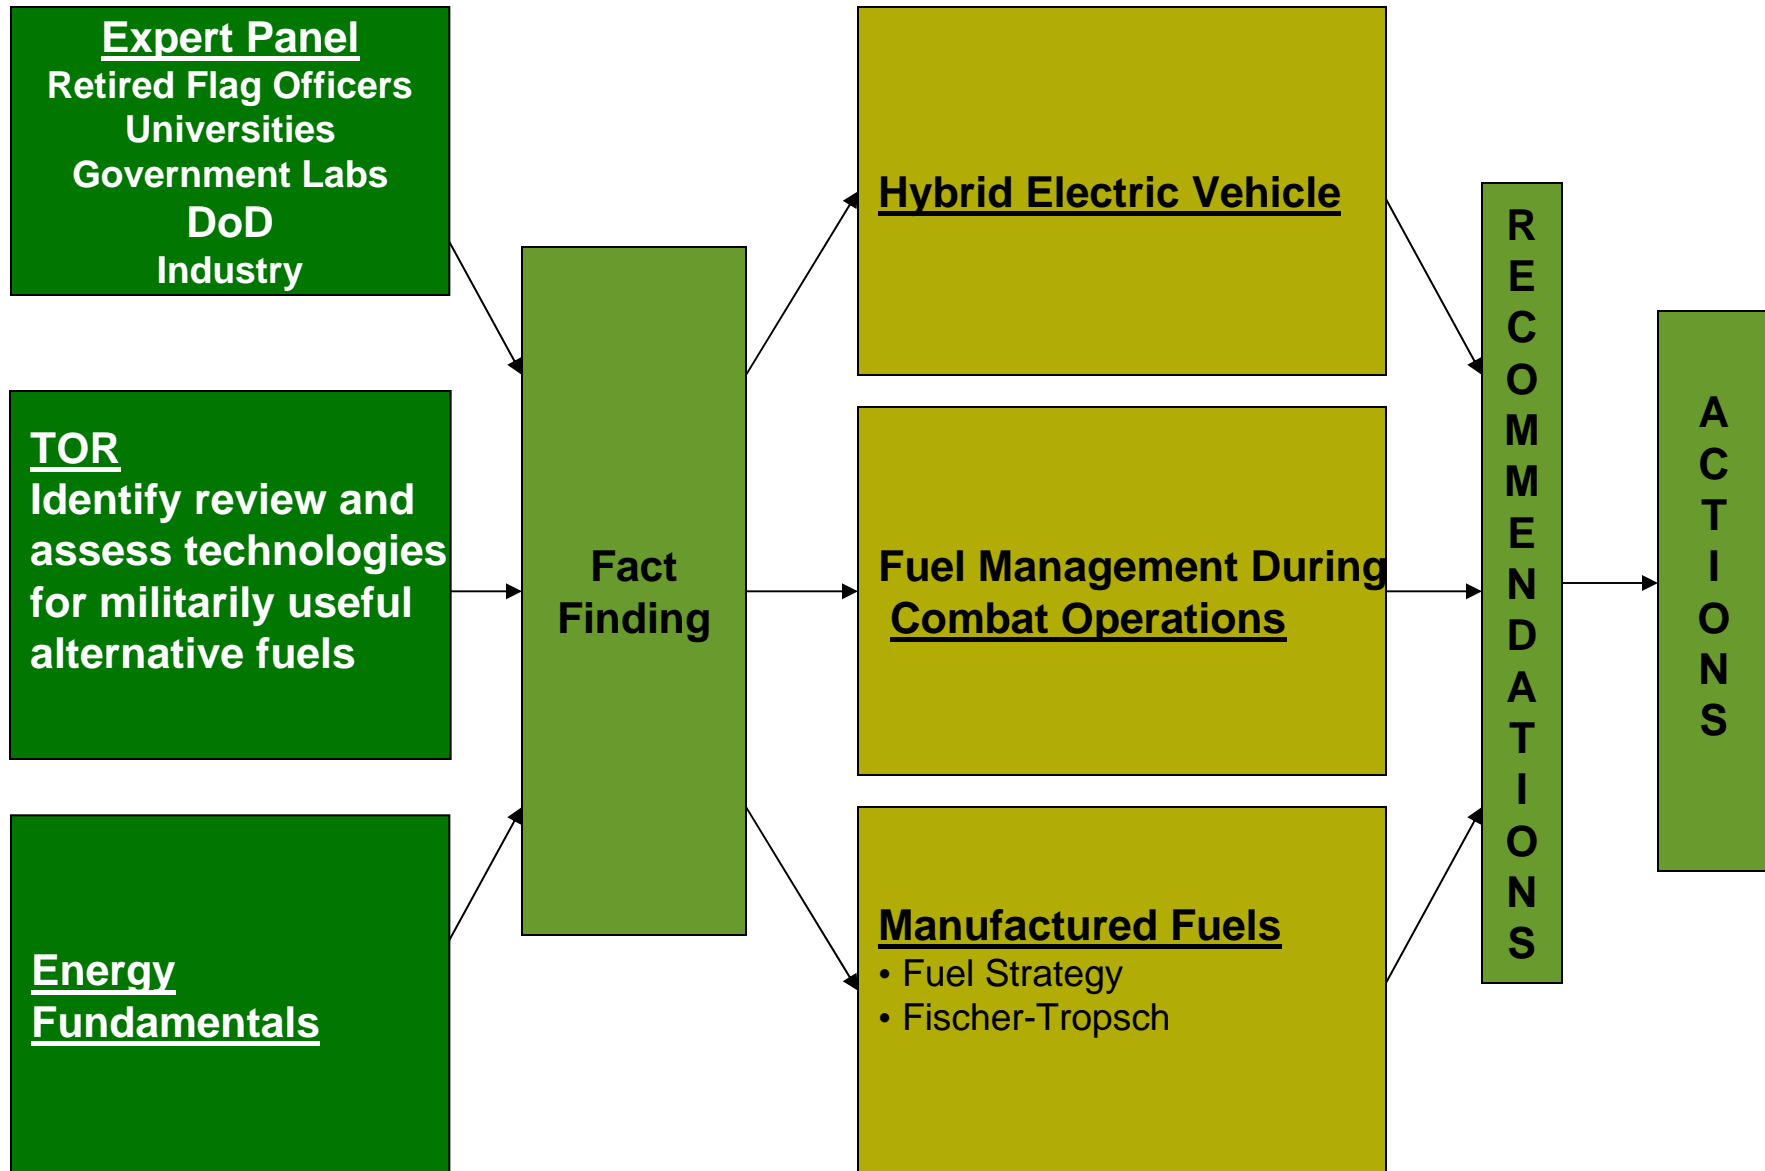 Expert Panel
Retired Flag Officers
Universities
Government Labs
DoD
Industry
TOR
Identify review and
assess technologies
for militarily useful
alternative fuels
Energy
Fundamentals
Fact
Finding
Hybrid Electric Vehicle
Fuel Management During
Combat Operations
Manufactured Fuels
• Fuel Strategy
• Fischer-Tropsch
R
E
C
O
M
M
E
N
D
A
T
I
O
N
S
A
C
T
I
O
N
S